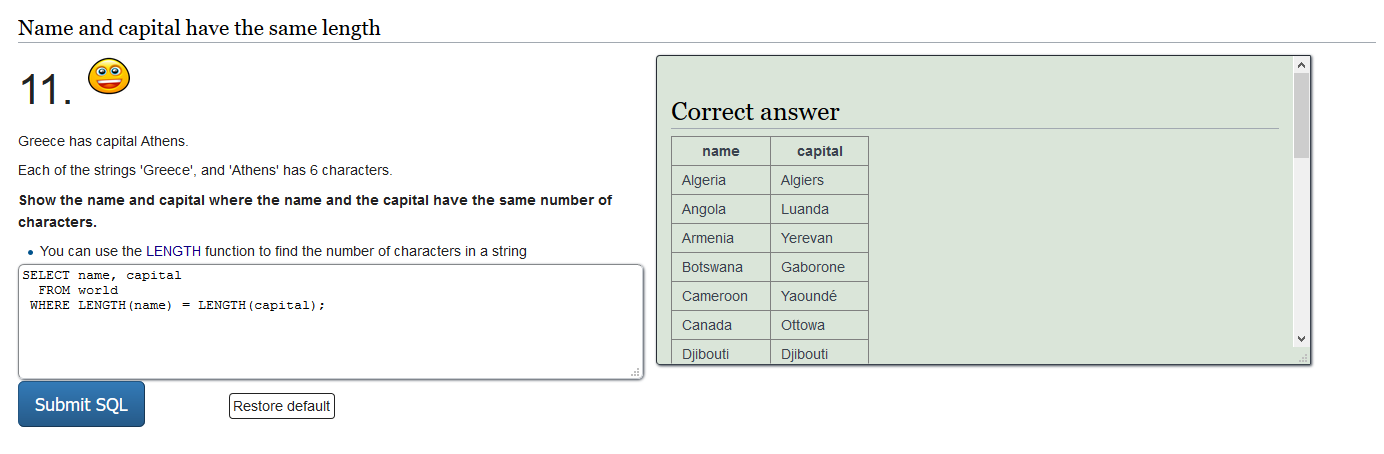 Name and capital have the same length
11.
Greece has capital Athens.
Each of the strings 'Greece', and 'Athens' has 6 characters.
Show the name and capital where the name and the capital have the same number of
characters.
• You can use the LENGTH function to find the number of characters in a string
SELECT name, capital
FROM world
WHERE LENGTH(name) = LENGTH(capital);
Submit SQL
Restore default
Correct answer
name capital
Algeria Algiers
Angola Luanda
Armenia Yerevan
Botswana Gaborone
Cameroon Yaoundé
Canada Ottowa
Djibouti Djibouti